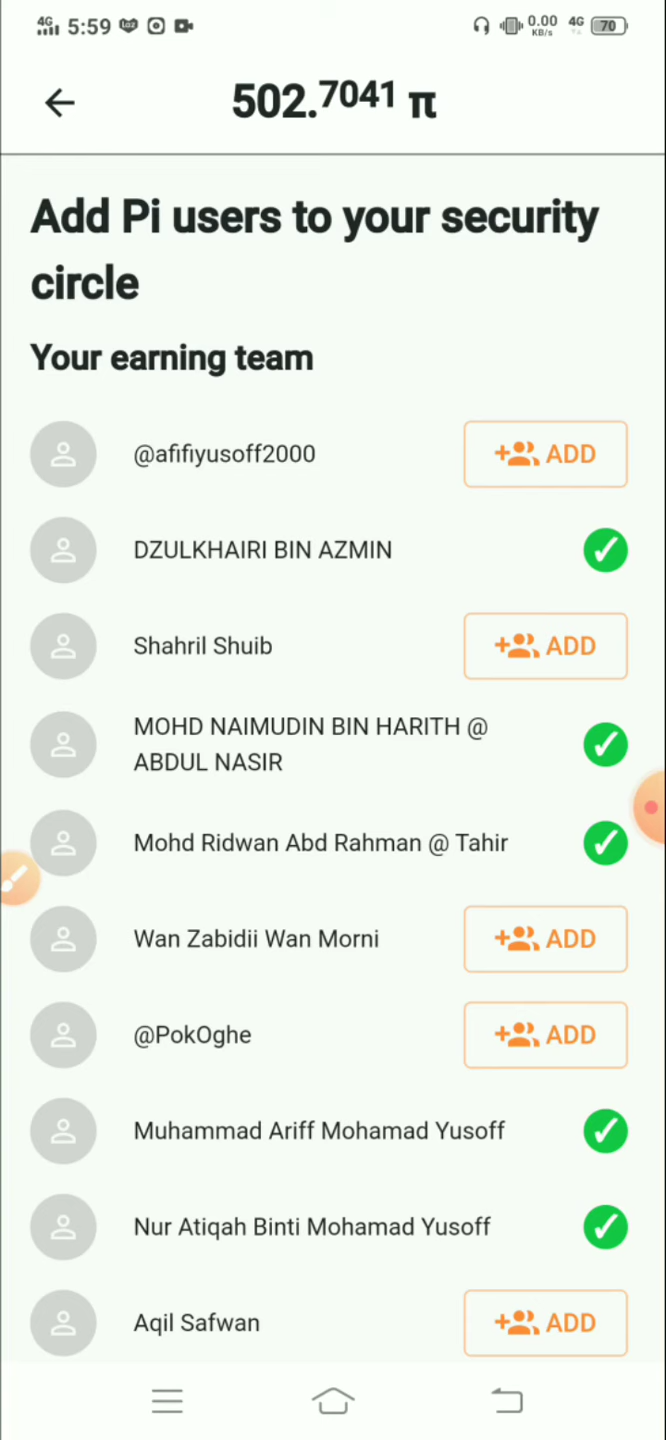 4G 5:59 0.00 KB/s 4G 70
502.7041 π
Add Pi users to your security
circle
Your earning team
@afifiyusoff2000 ADD
DZULKHAIRI BIN AZMIN
Shahril Shuib ADD
MOHD NAIMUDIN BIN HARITH @
ABDUL NASIR
Mohd Ridwan Abd Rahman @ Tahir
Wan Zabidii Wan Morni ADD
@PokOghe ADD
Muhammad Ariff Mohamad Yusoff
Nur Atiqah Binti Mohamad Yusoff
Aqil Safwan ADD